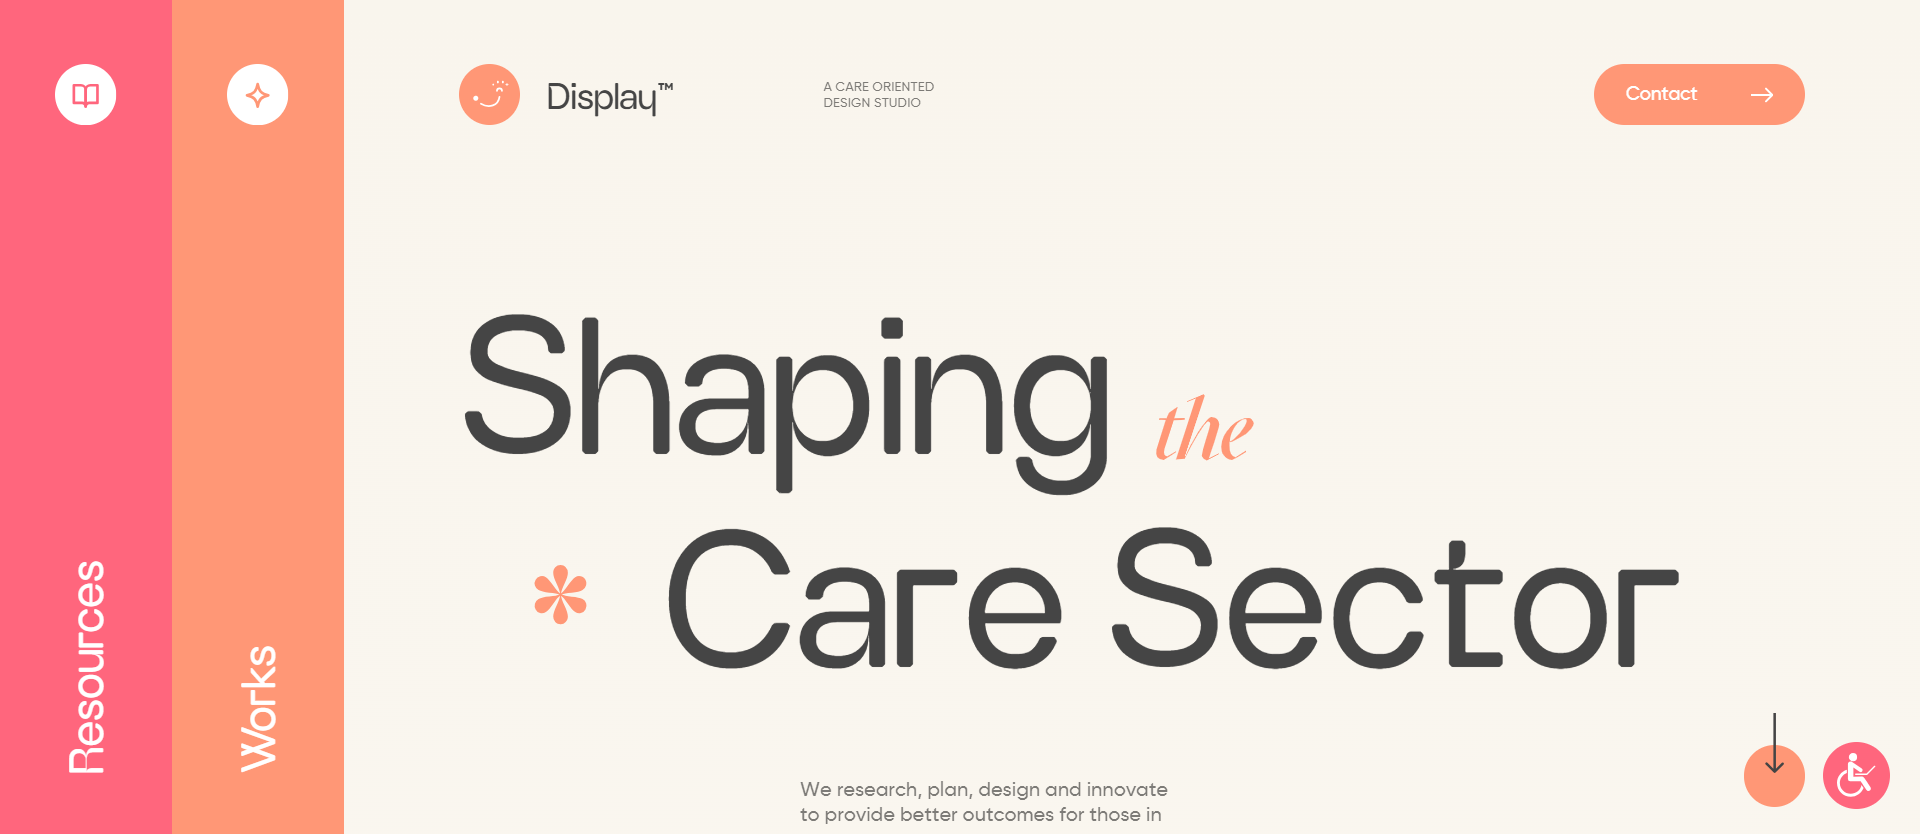 Resources
Works
Display™
A CARE ORIENTED
DESIGN STUDIO
Contact
Shaping the
* Care Sector
We research, plan, design and innovate
to provide better outcomes for those in